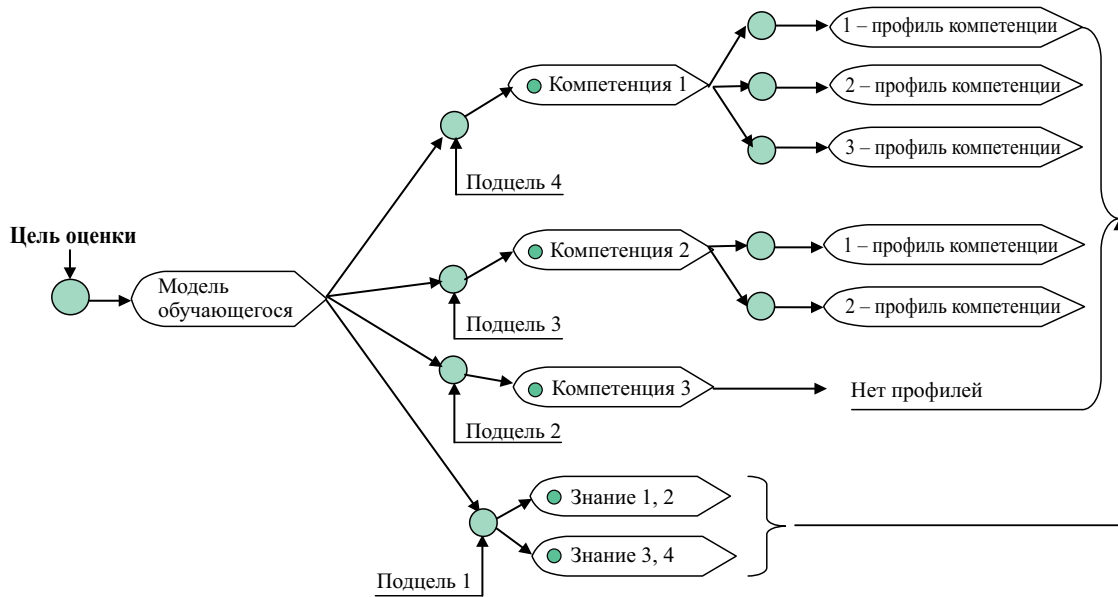 1 – профиль компетенции
Компетенция 1
2 – профиль компетенции
3 – профиль компетенции
Подцель 4
Цель оценки
Компетенция 2
1 – профиль компетенции
Модель
обучающегося
2 – профиль компетенции
Подцель 3
Компетенция 3
Нет профилей
Подцель 2
Знание 1, 2
Знание 3, 4
Подцель 1